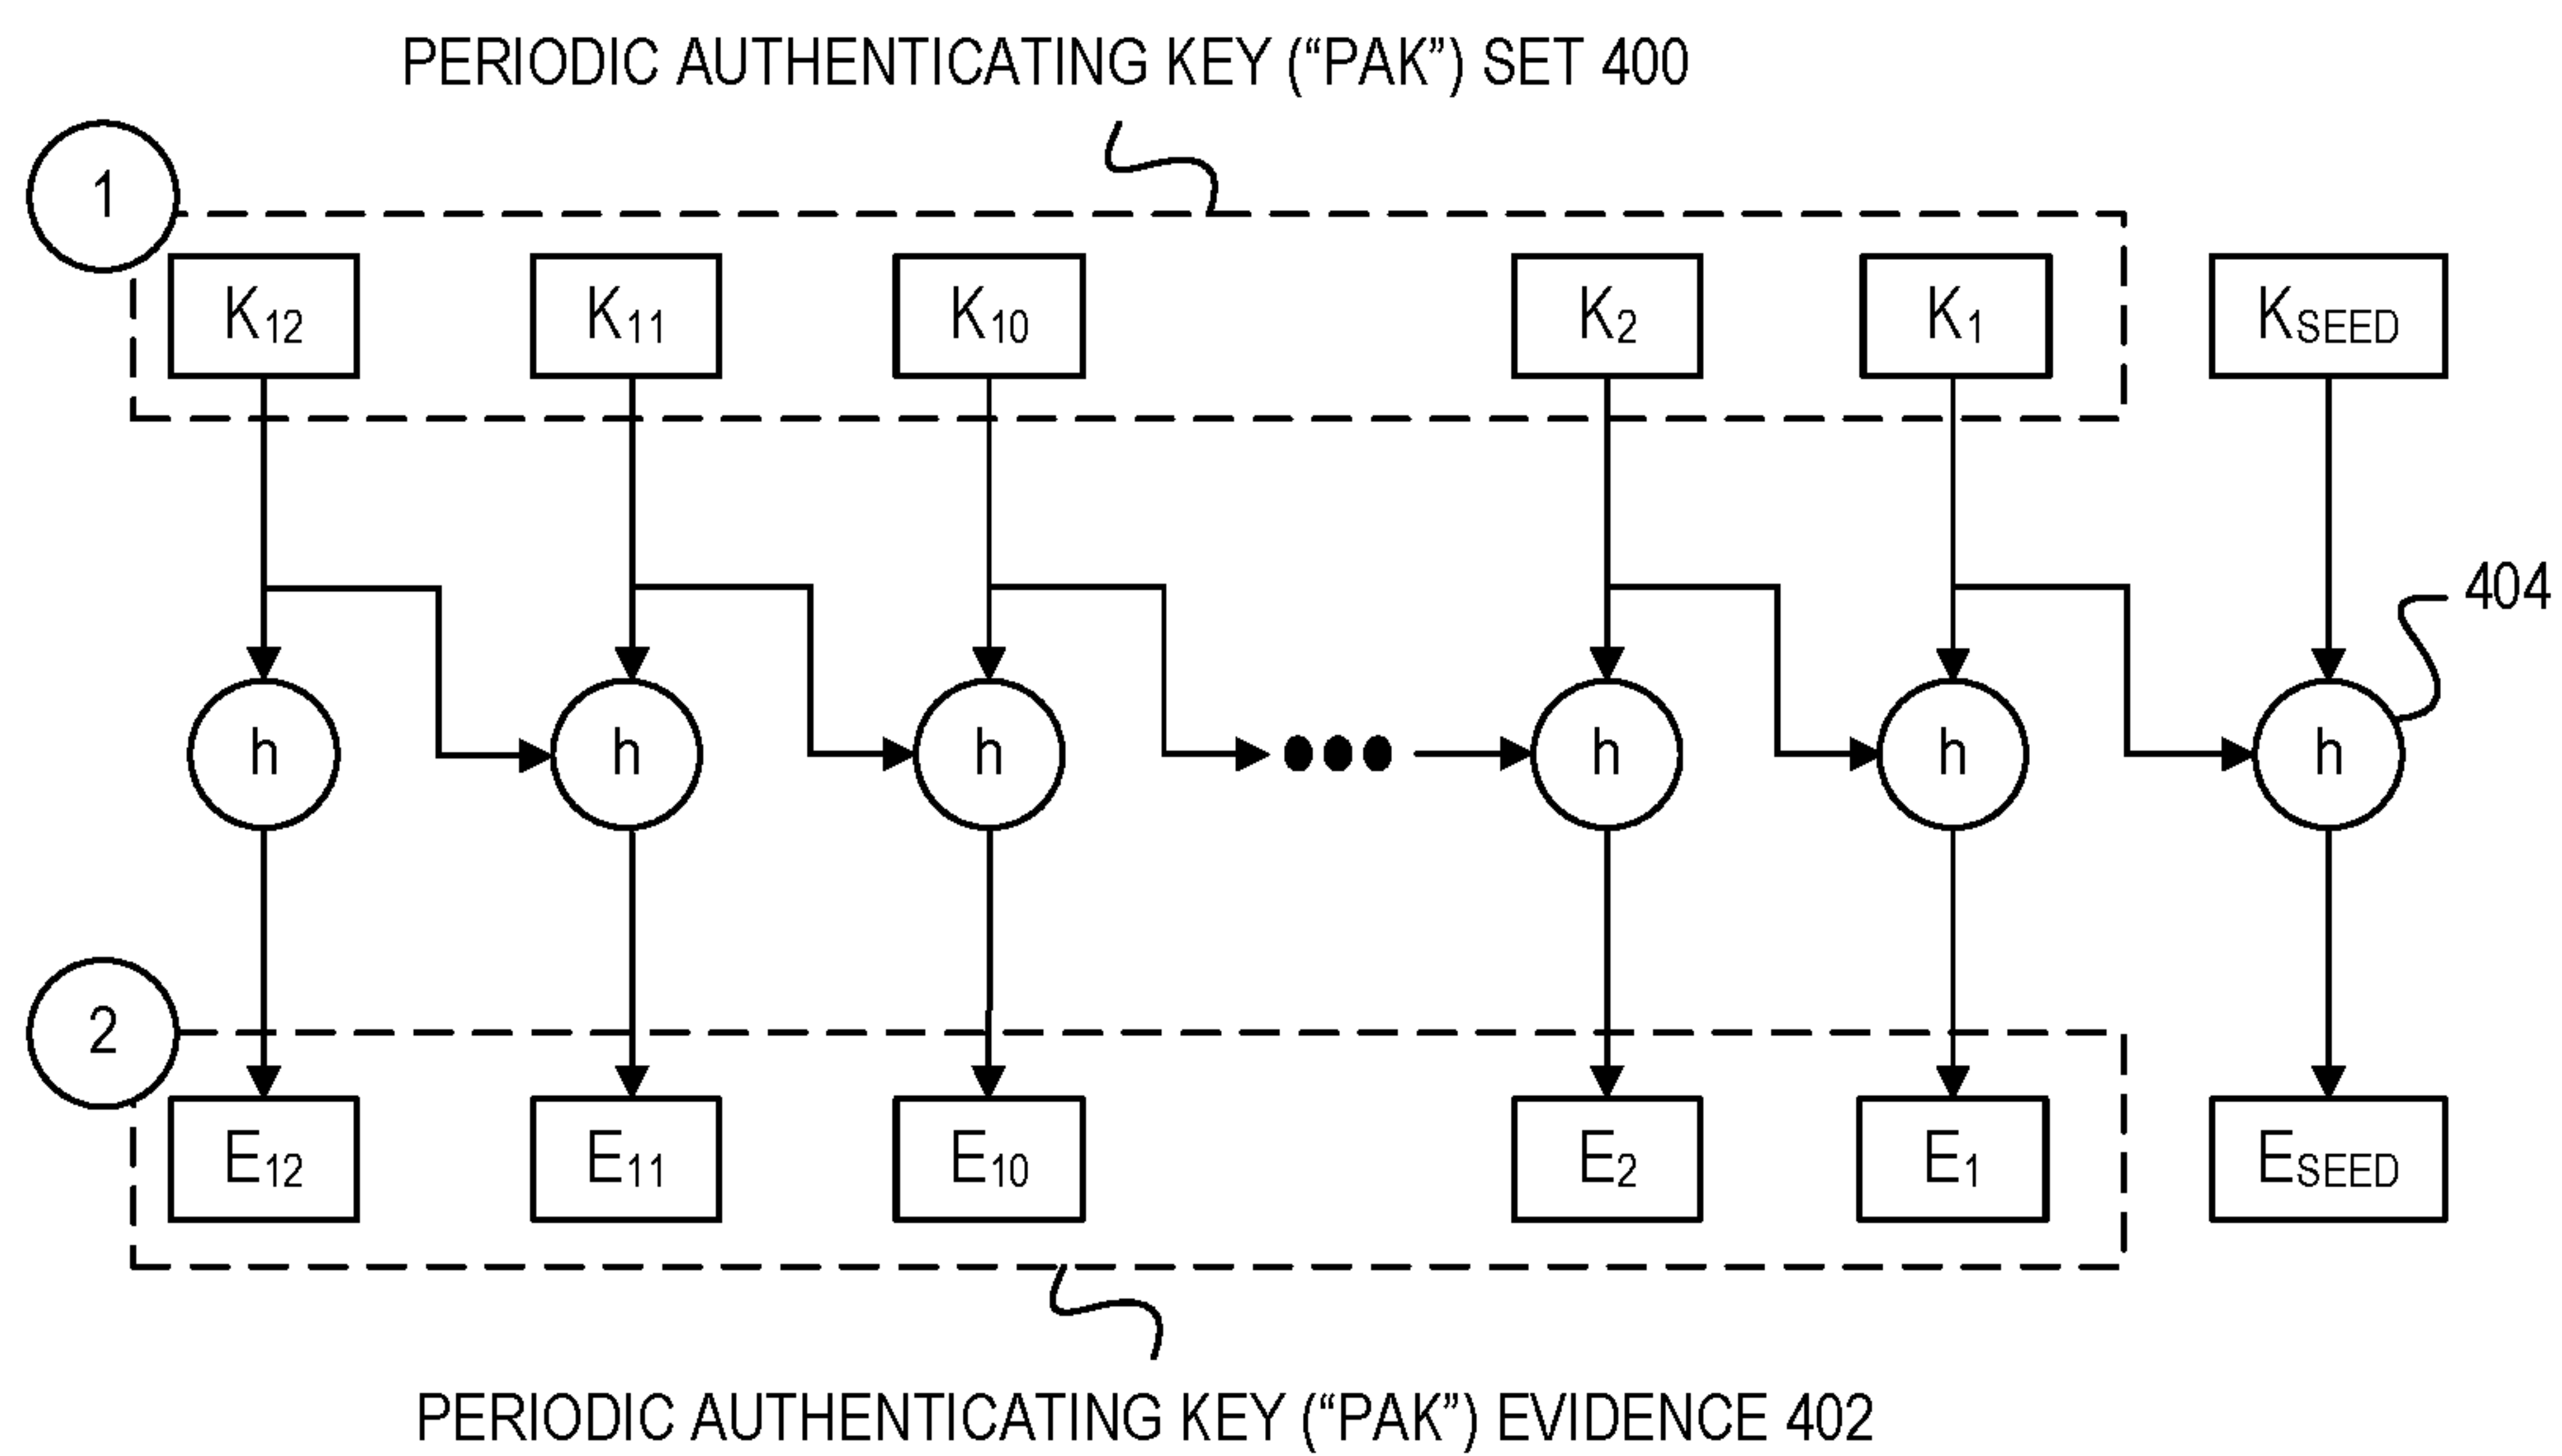 PERIODIC AUTHENTICATING KEY (“PAK”) SET 400
1
K12 K11 K10 K2 K1 KSEED
404
h h h h h h
2
E12 E11 E10 E2 E1 ESEED
PERIODIC AUTHENTICATING KEY (“PAK”) EVIDENCE 402